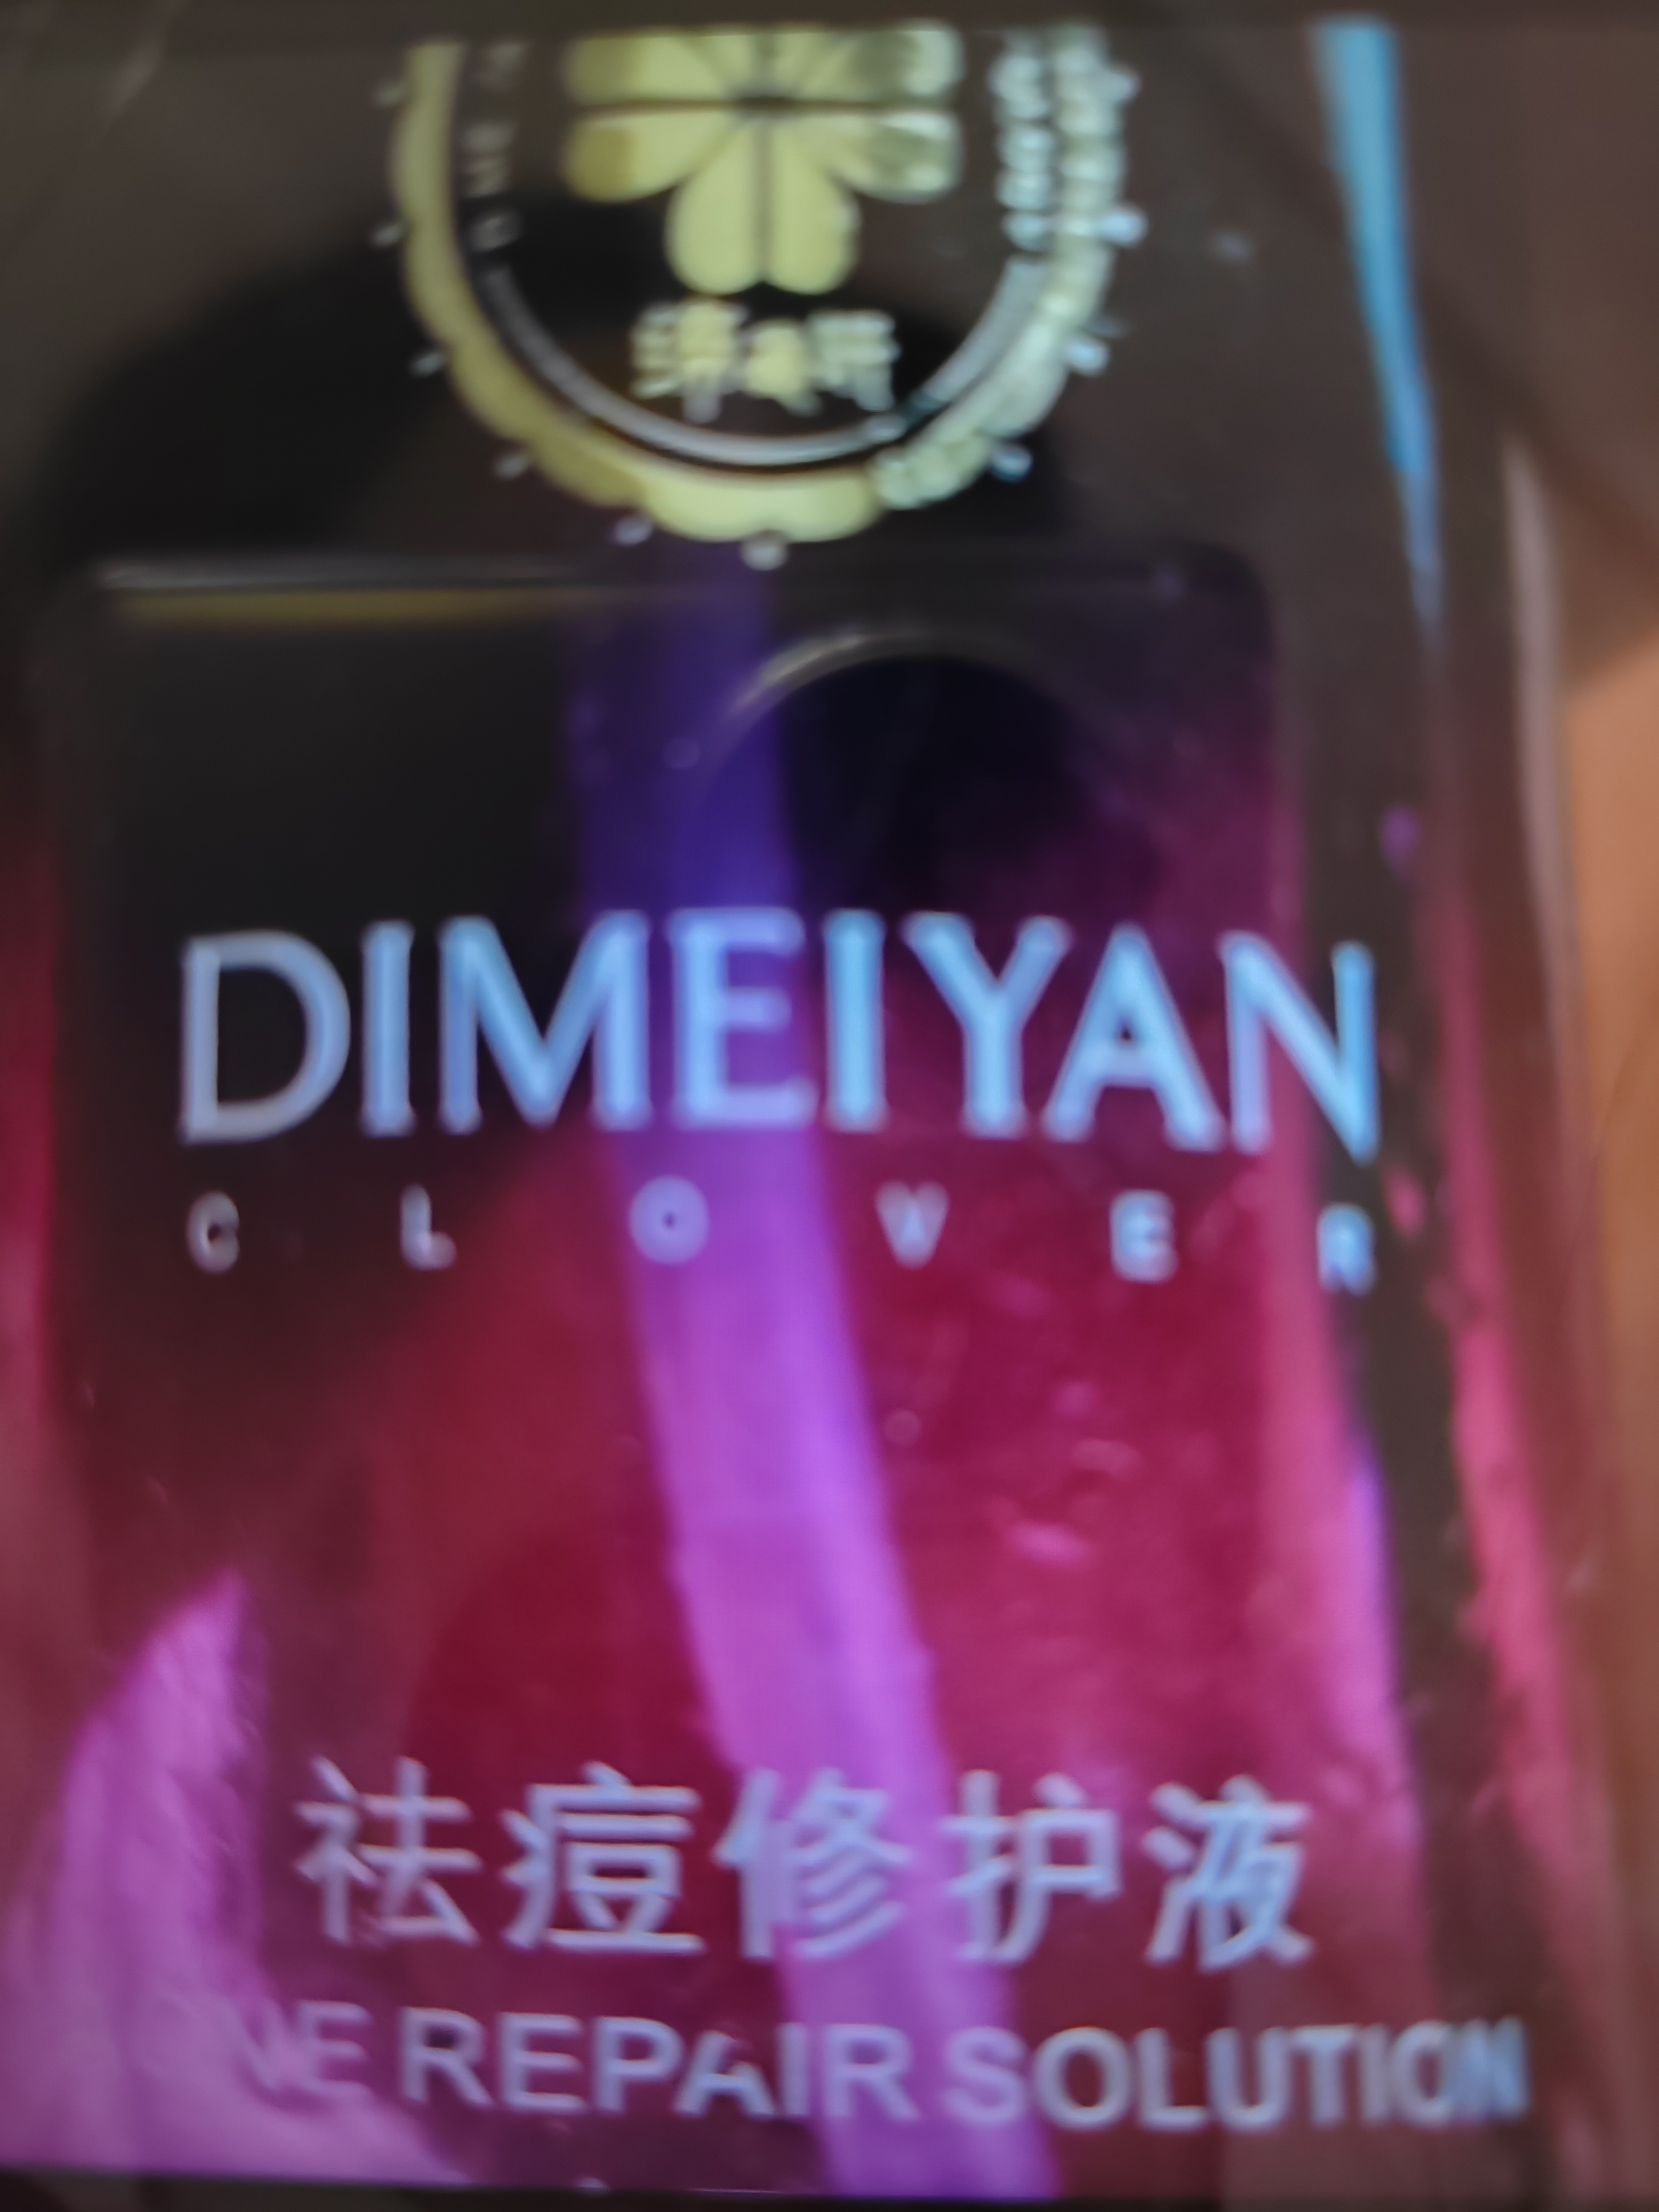 DIMEIYAN
CLOVER
祛痘修护液
REPAIR SOLUTION